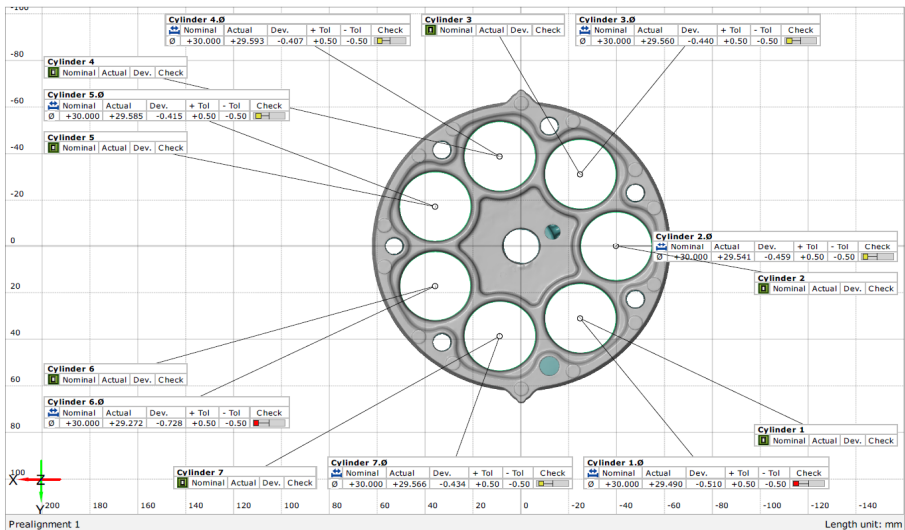 -100
Cylinder 4.Ø
Nominal Actual Dev. + Tol - Tol Check
Ø +30.000 +29.593 -0.407 +0.50 -0.50
Cylinder 3
Nominal Actual Dev. Check
Cylinder 3.Ø
Nominal Actual Dev. + Tol - Tol Check
Ø +30.000 +29.560 -0.440 +0.50 -0.50
-80
Cylinder 4
Nominal Actual Dev. Check
-60
Cylinder 5.Ø
Nominal Actual Dev. + Tol - Tol Check
Ø +30.000 +29.585 -0.415 +0.50 -0.50
-40
Cylinder 5
Nominal Actual Dev. Check
-20
0
Cylinder 2.Ø
Nominal Actual Dev. + Tol - Tol Check
Ø +30.000 +29.541 -0.459 +0.50 -0.50
20
Cylinder 2
Nominal Actual Dev. Check
40
Cylinder 6
Nominal Actual Dev. Check
60
Cylinder 6.Ø
Nominal Actual Dev. + Tol - Tol Check
Ø +30.000 +29.272 -0.728 +0.50 -0.50
80
Cylinder 1
Nominal Actual Dev. Check
100
Cylinder 7
Nominal Actual Dev. Check
Cylinder 7.Ø
Nominal Actual Dev. + Tol - Tol Check
Ø +30.000 +29.566 -0.434 +0.50 -0.50
Cylinder 1.Ø
Nominal Actual Dev. + Tol - Tol Check
Ø +30.000 +29.490 -0.510 +0.50 -0.50
X Z
Y
200 180 160 140 120 100 80 60 40 20 0 -20 -40 -60 -80 -100 -120 -140
Prealignment 1
Length unit: mm